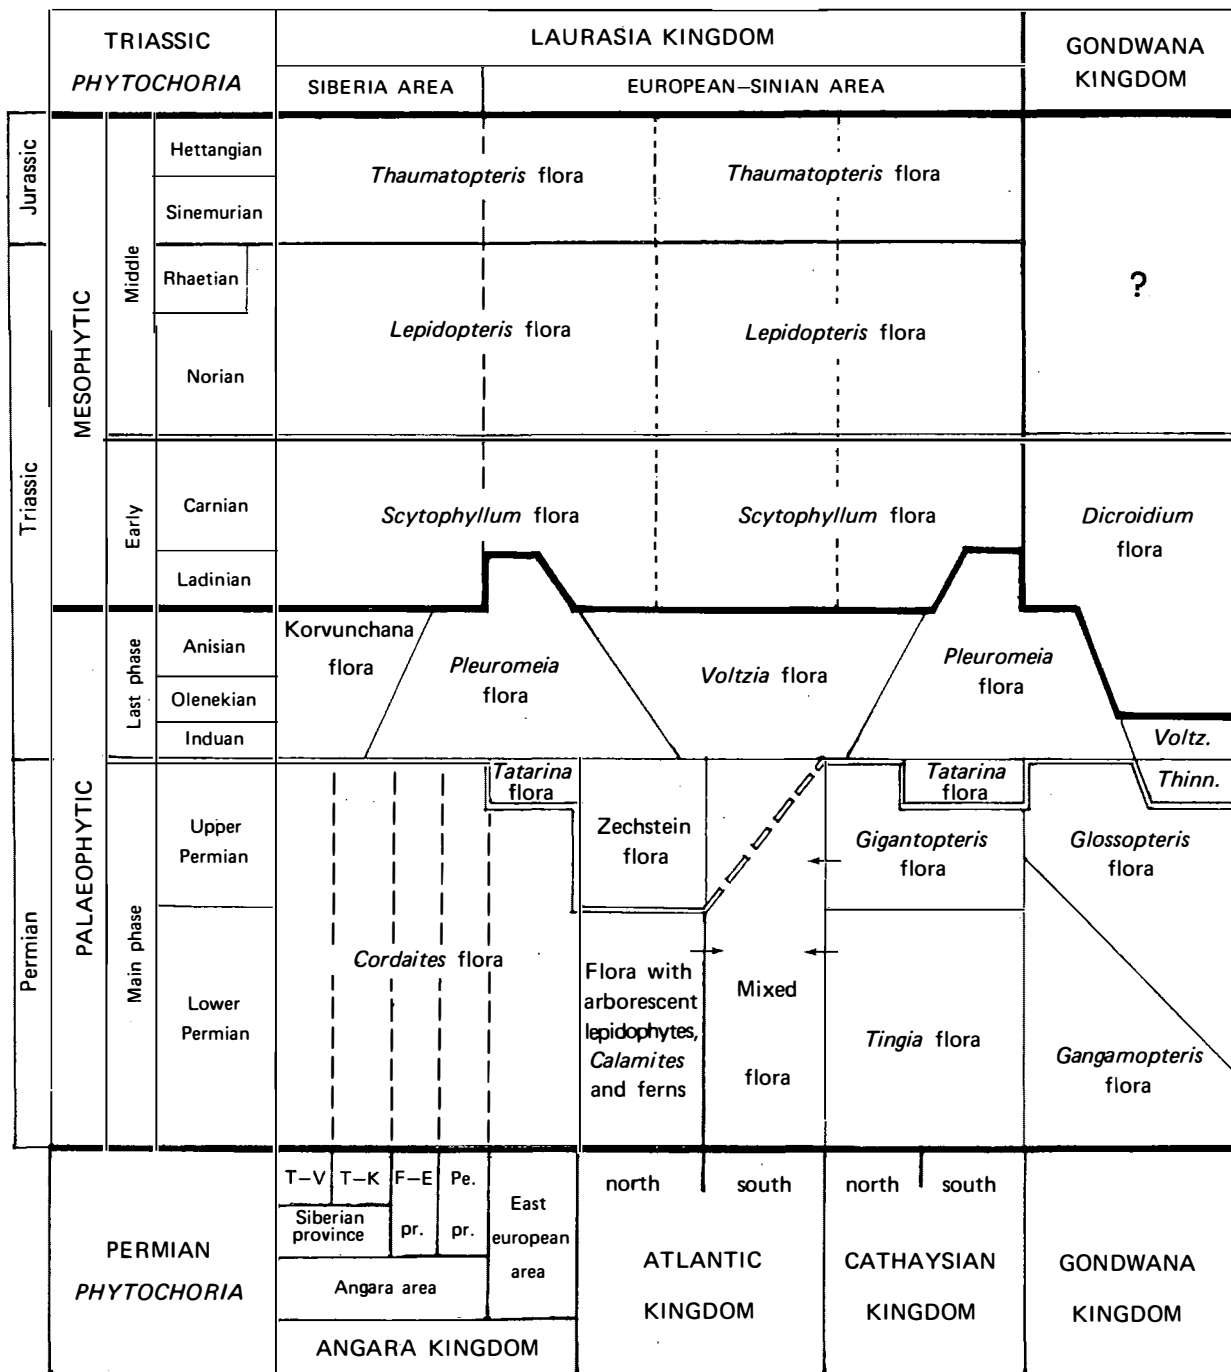 TRIASSIC
PHYTOCHORIA
LAURASIA KINGDOM
SIBERIA AREA
EUROPEAN–SINIAN AREA
GONDWANA
KINGDOM
Jurassic
Triassic
Permian
MESOPHYTIC
PALAEOPHYTIC
Middle
Early
Last phase
Main phase
Hettangian
Sinemurian
Rhaetian
Norian
Carnian
Ladinian
Anisian
Olenekian
Induan
Upper
Permian
Lower
Permian
Thaumatopteris flora
Thaumatopteris flora
Lepidopteris flora
Lepidopteris flora
?
Scytophyllum flora
Scytophyllum flora
Dicroidium
flora
Korvunchana
flora
Pleuromeia
flora
Voltzia flora
Pleuromeia
flora
Voltz.
Thinn.
Tatarina
flora
Tatarina
flora
Zechstein
flora
Gigantopteris
flora
Glossopteris
flora
Cordaites flora
Flora with
arborescent
lepidophytes,
Calamites
and ferns
Mixed
flora
Tingia flora
Gangamopteris
flora
PERMIAN
PHYTOCHORIA
T–V
T–K
F–E
pr.
Pe.
pr.
Siberian
province
Angara area
East
european
area
ANGARA KINGDOM
north
south
ATLANTIC
KINGDOM
north
south
CATHAYSIAN
KINGDOM
GONDWANA
KINGDOM